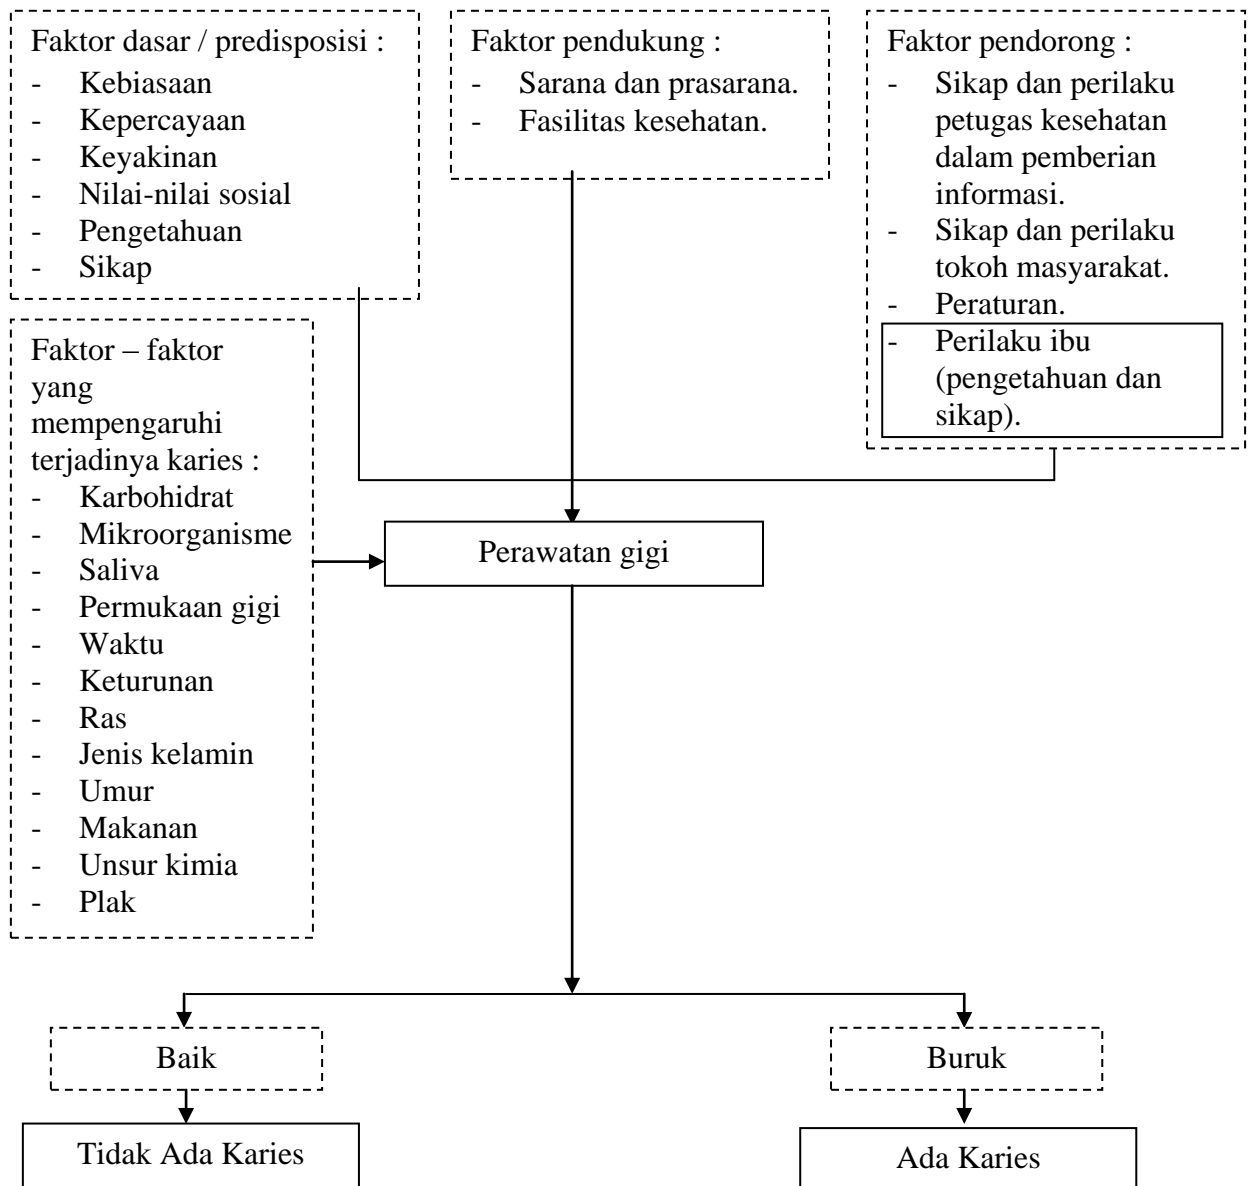 Faktor dasar / predisposisi :
- Kebiasaan
- Kepercayaan
- Keyakinan
- Nilai-nilai sosial
- Pengetahuan
- Sikap
Faktor pendukung :
- Sarana dan prasarana.
- Fasilitas kesehatan.
Faktor pendorong :
- Sikap dan perilaku
petugas kesehatan
dalam pemberian
informasi.
- Sikap dan perilaku
tokoh masyarakat.
- Peraturan.
- Perilaku ibu
(pengetahuan dan
sikap).
Faktor – faktor
yang
mempengaruhi
terjadinya karies :
- Karbohidrat
- Mikroorganisme
- Saliva
- Permukaan gigi
- Waktu
- Keturunan
- Ras
- Jenis kelamin
- Umur
- Makanan
- Unsur kimia
- Plak
Perawatan gigi
Baik
Buruk
Tidak Ada Karies
Ada Karies